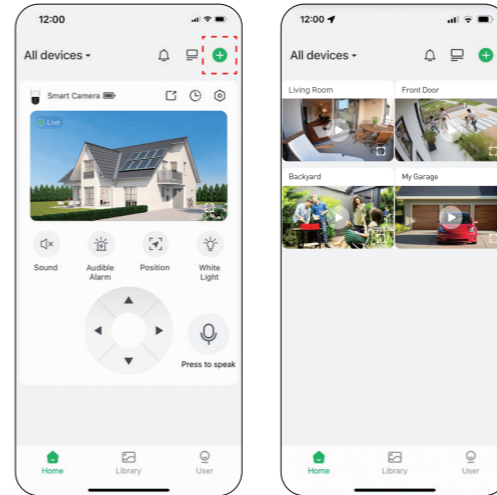 12:00
All devices
Smart Camera
Live
Sound
Audible
Alarm
Position
White
Light
Press to speak
Home
Library
User
12:00
All devices
Living Room
Front Door
Backyard
My Garage
Home
Library
User